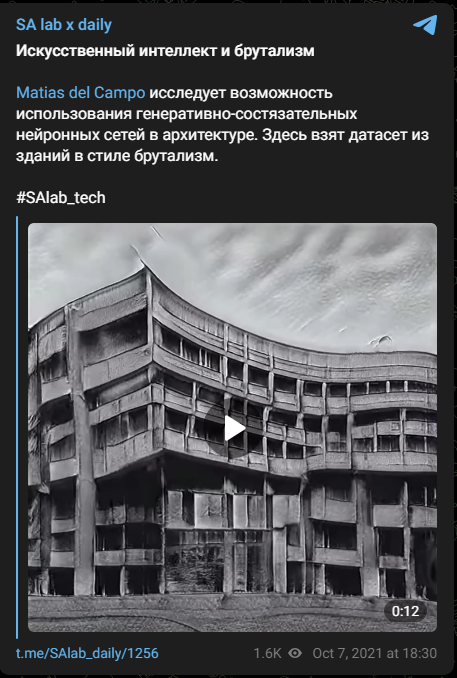 SA lab x daily
Искусственный интеллект и брутализм
Matias del Campo исследует возможность
использования генеративно-состязательных
нейронных сетей в архитектуре. Здесь взят датасет из
зданий в стиле брутализм.
#SAlab_tech
0:12
t.me/SAlab_daily/1256
1.6K Oct 7, 2021 at 18:30